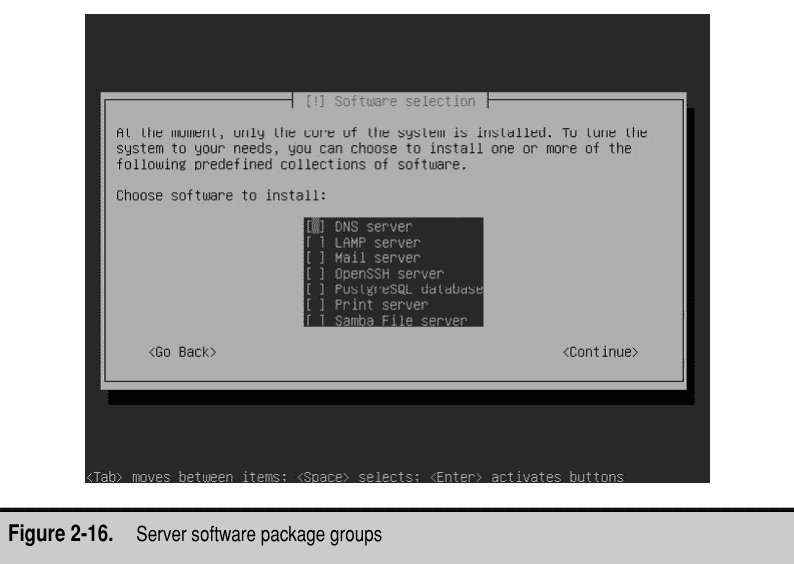 [!] Software selection
At the moment, only the core of the system is installed. To tune the
system to your needs, you can choose to install one or more of the
following predefined collections of software.
Choose software to install:
[ ] DNS server
[ ] LAMP server
[ ] Mail server
[ ] OpenSSH server
[ ] PostgreSQL database
[ ] Print server
[ ] Samba File server
<Go Back> <Continue>
<Tab> moves between items; <Space> selects; <Enter> activates buttons
Figure 2-16. Server software package groups